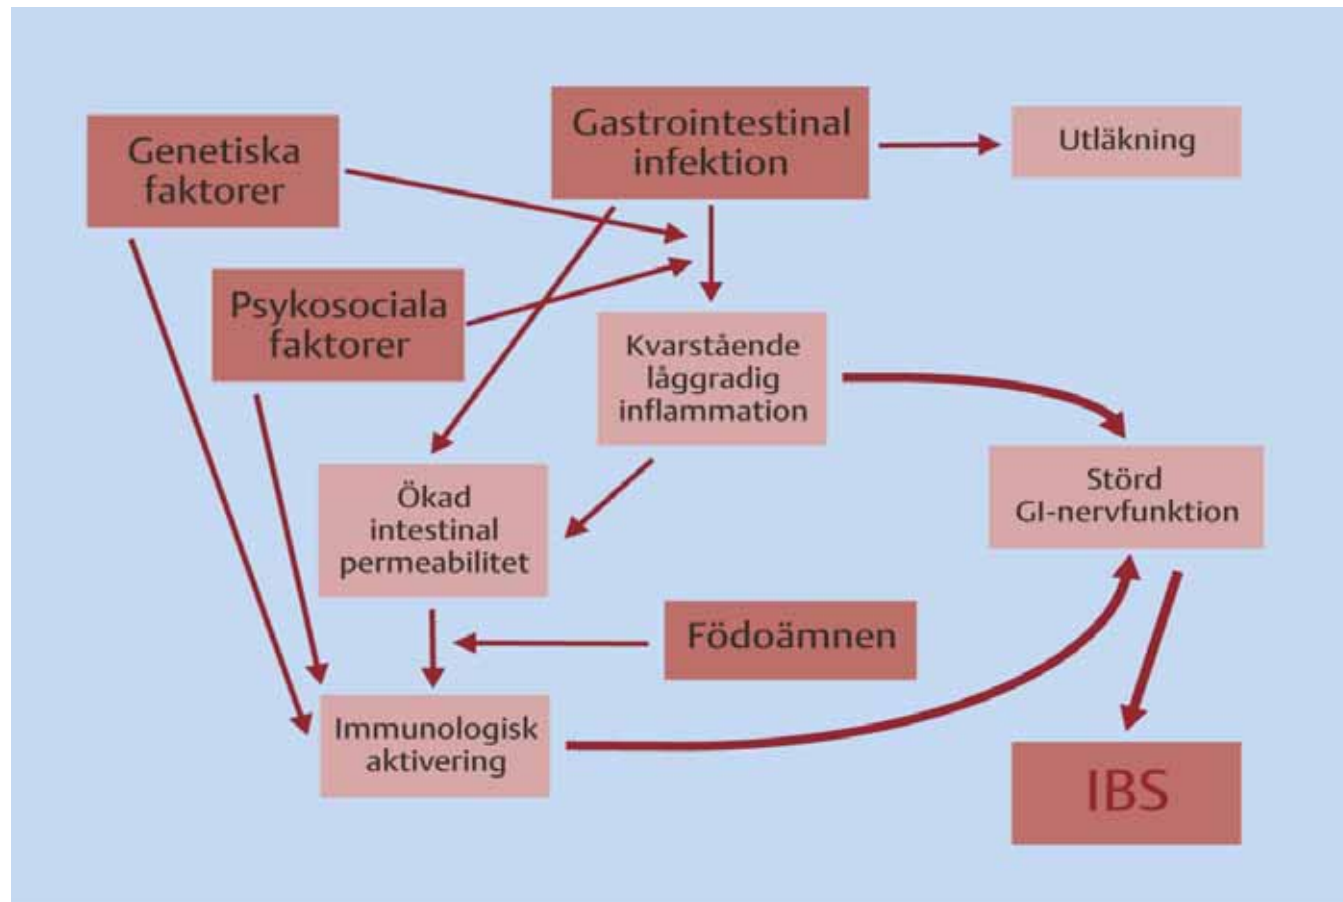 Gastrointestinal
infektion
Utläkning
Genetiska
faktorer
Psykosociala
faktorer
Kvarstående
låggradig
inflammation
Ökad
intestinal
permeabilitet
Störd
GI-nervfunktion
Födoämnen
Immunologisk
aktivering
IBS